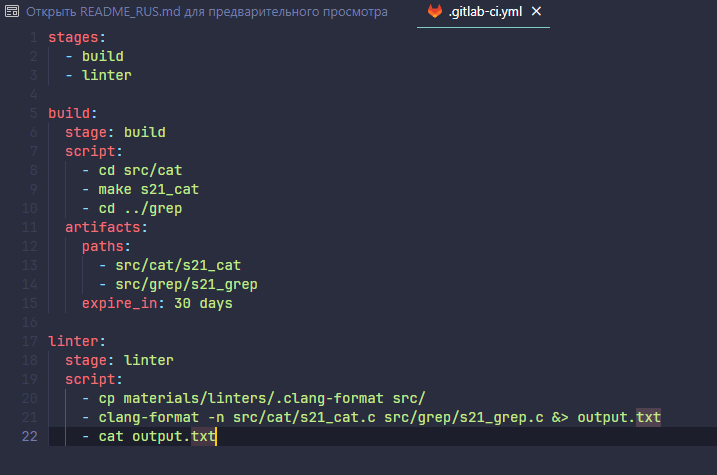 Открыть README_RUS.md для предварительного просмотра
.gitlab-ci.yml ×
1 stages:
2   - build
3   - linter
4
5 build:
6   stage: build
7   script:
8     - cd src/cat
9     - make s21_cat
10     - cd ../grep
11   artifacts:
12     paths:
13       - src/cat/s21_cat
14       - src/grep/s21_grep
15     expire_in: 30 days
16
17 linter:
18   stage: linter
19   script:
20     - cp materials/linters/.clang-format src/
21     - clang-format -n src/cat/s21_cat.c src/grep/s21_grep.c &> output.txt
22     - cat output.txt